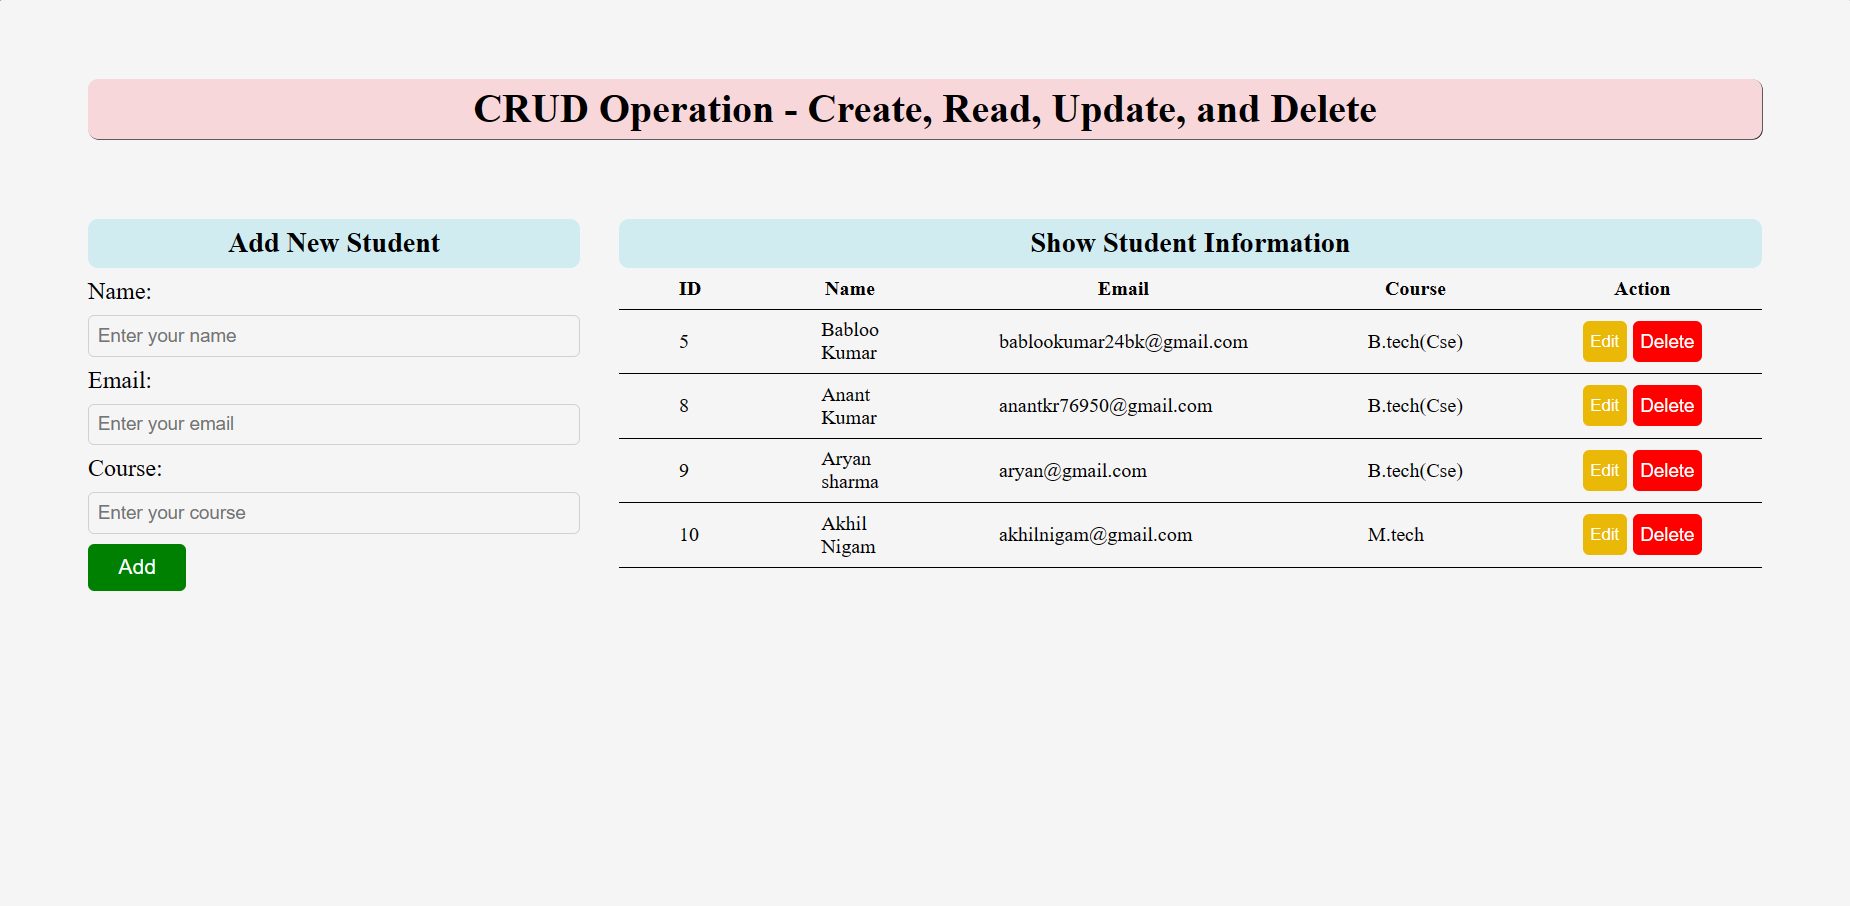 CRUD Operation - Create, Read, Update, and Delete
Add New Student
Name:
Enter your name
Email:
Enter your email
Course:
Enter your course
Add
Show Student Information
ID Name Email Course Action
5 Babloo Kumar bablookumar24bk@gmail.com B.tech(Cse) Edit Delete
8 Anant Kumar anantkr76950@gmail.com B.tech(Cse) Edit Delete
9 Aryan sharma aryan@gmail.com B.tech(Cse) Edit Delete
10 Akhil Nigam akhilnigam@gmail.com M.tech Edit Delete